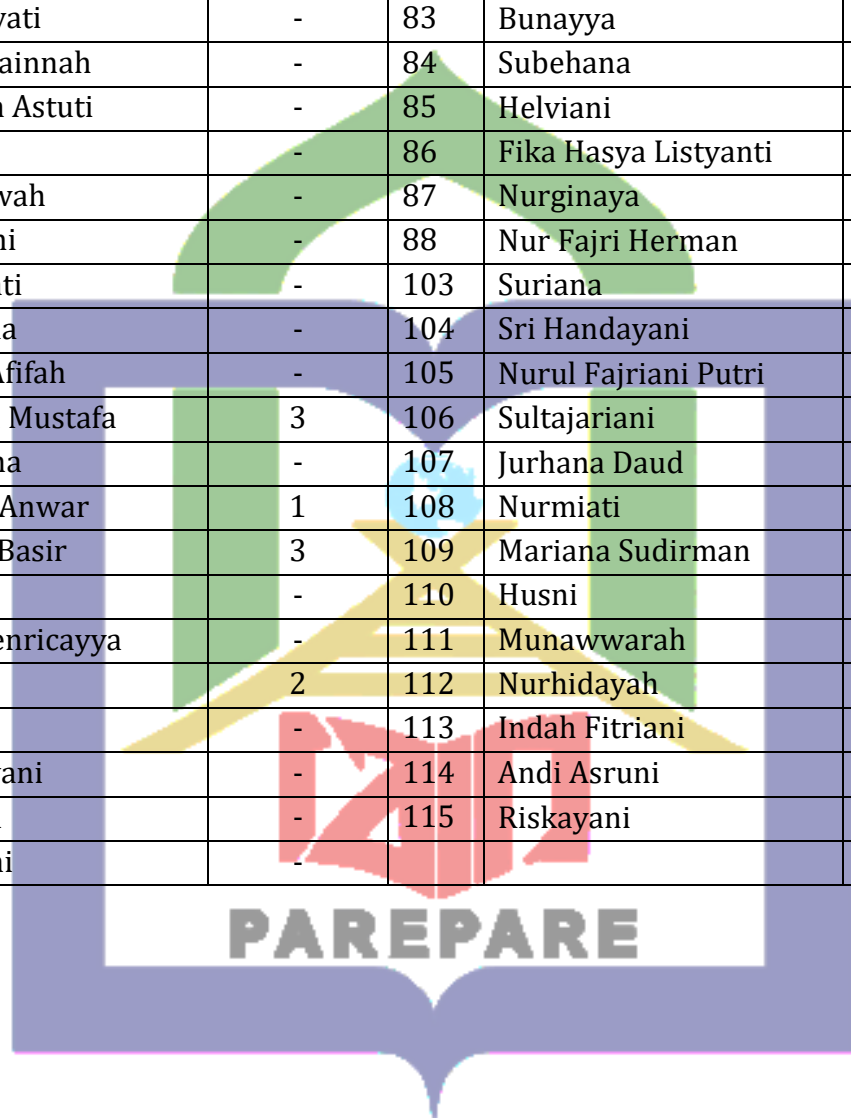 vati - 83 Bunayya
ainnah - 84 Subehana
Astuti - 85 Helviani
- 86 Fika Hasya Listyanti
wah - 87 Nurginaya
ni - 88 Nur Fajri Herman
ti - 103 Suriana
a - 104 Sri Handayani
Afifah - 105 Nurul Fajriani Putri
Mustafa 3 106 Sultajariani
na - 107 Jurhana Daud
Anwar 1 108 Nurmiati
Basir 3 109 Mariana Sudirman
- 110 Husni
enricayya - 111 Munawwarah
2 112 Nurhidayah
- 113 Indah Fitriani
ani - 114 Andi Asruni
- 115 Riskayani
ni -
PAREPARE